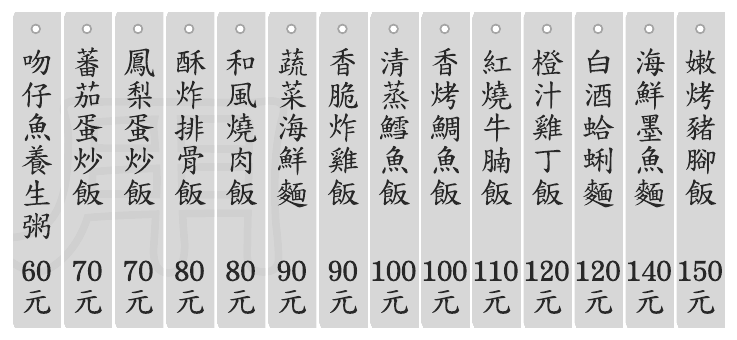 吻仔魚養生粥 60元
蕃茄蛋炒飯 70元
鳳梨蛋炒飯 70元
酥炸排骨飯 80元
和風燒肉飯 80元
蔬菜海鮮麵 90元
香脆炸雞飯 90元
清蒸鱈魚飯 100元
香烤鯛魚飯 100元
紅燒牛腩飯 110元
橙汁雞丁飯 120元
白酒蛤蜊麵 120元
海鮮墨魚麵 140元
嫩烤豬腳飯 150元